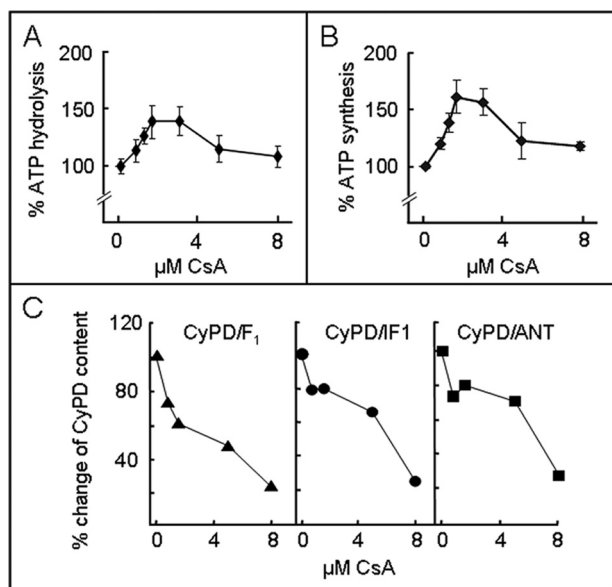 A
200
150
100
% ATP hydrolysis
0 4 8
µM CsA
B
200
150
100
% ATP synthesis
0 4 8
µM CsA
C
120
80
40
% change of CyPD content
CyPD/F₁
CyPD/IF1
CyPD/ANT
0 4 8
0 4 8
0 4 8
µM CsA